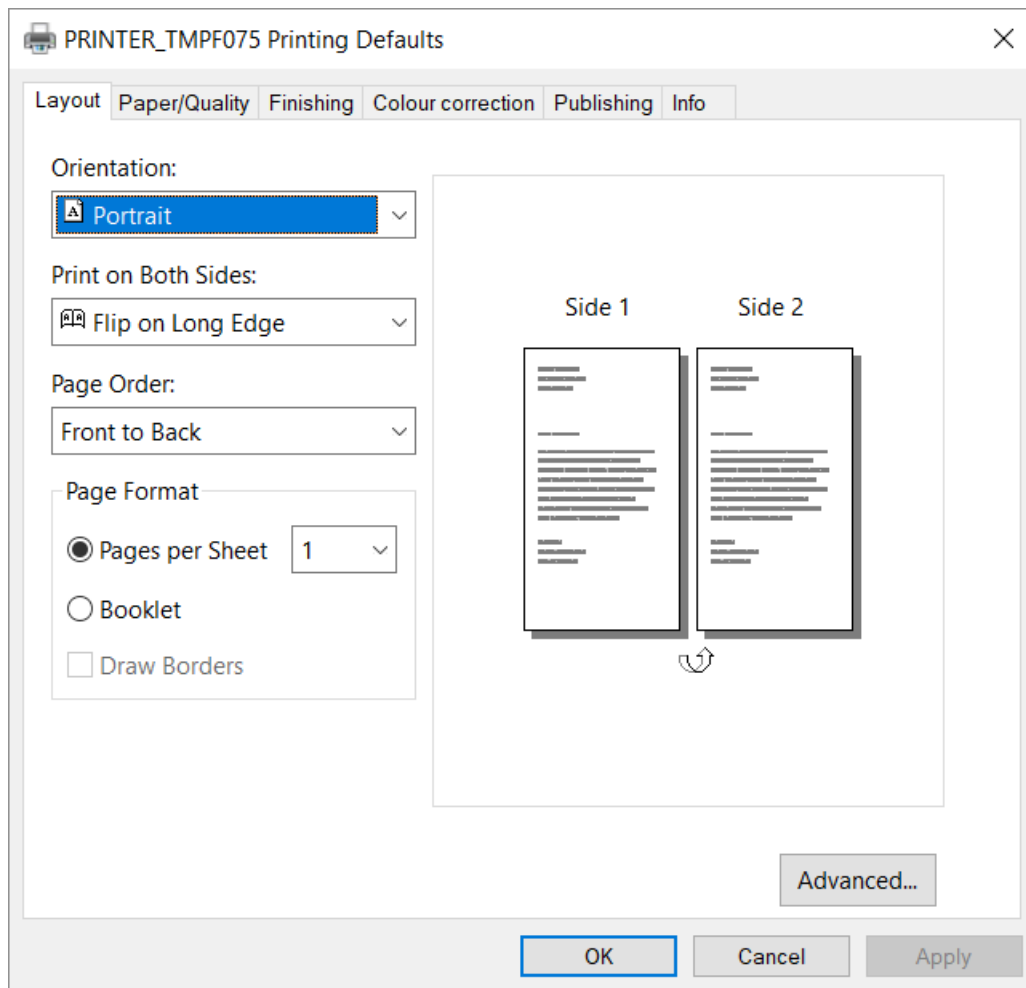 PRINTER_TMPF075 Printing Defaults
Layout Paper/Quality Finishing Colour correction Publishing Info
Orientation:
A Portrait
Print on Both Sides:
Flip on Long Edge
Page Order:
Front to Back
Page Format
Pages per Sheet 1
Booklet
Draw Borders
Side 1 Side 2
Advanced...
OK Cancel Apply